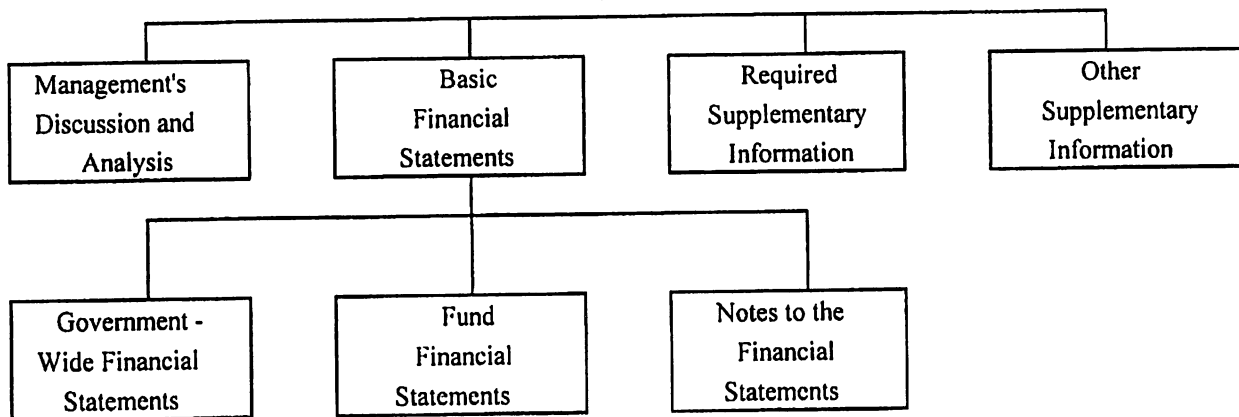 Management's
Discussion and
Analysis
Basic
Financial
Statements
Required
Supplementary
Information
Other
Supplementary
Information
Government -
Wide Financial
Statements
Fund
Financial
Statements
Notes to the
Financial
Statements